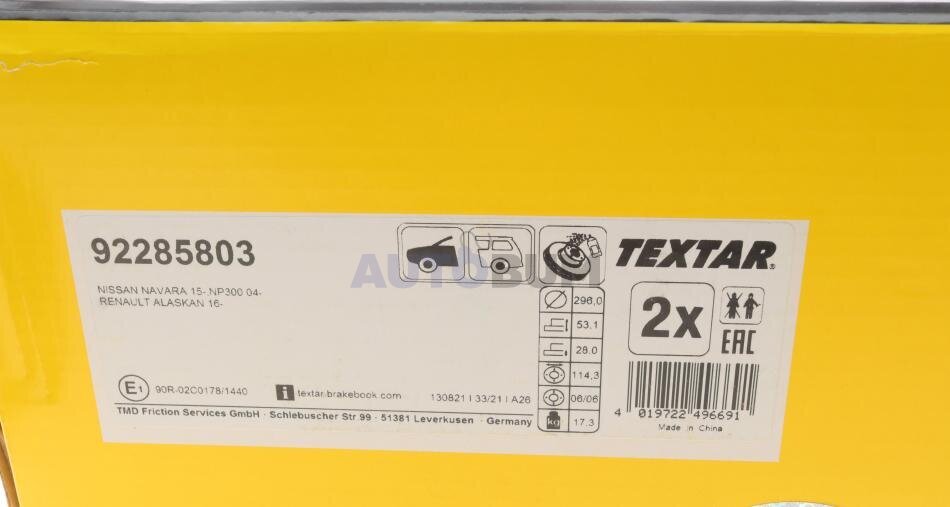 92285803
NISSAN NAVARA 15-,NP300 04-
RENAULT ALASKAN 16-
AUTOBUM
TEXTAR®
296,0
53.1
28.0
114,3
06/06
kg 17.3
2x
EAC
E1 90R-02C0178/1440
i textar.brakebook.com
130821 I 33/21 I A26
TMD Friction Services GmbH · Schlebuscher Str.99 · 51381 Leverkusen · Germany
4 019722 496691
Made in China